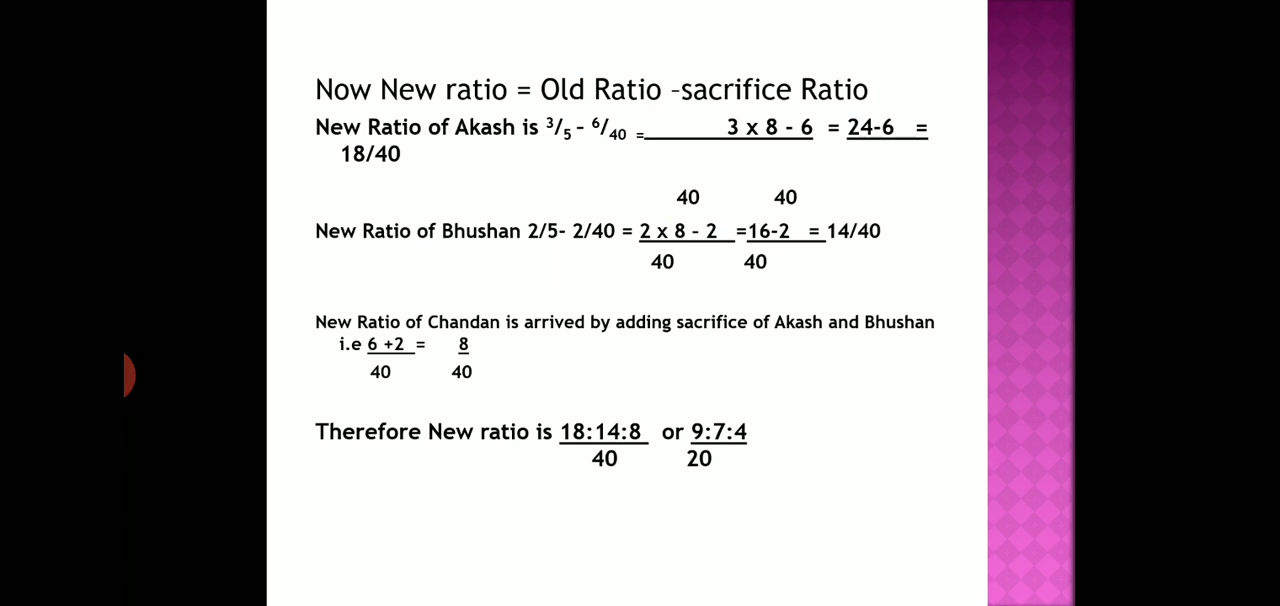 Now New ratio = Old Ratio -sacrifice Ratio
New Ratio of Akash is 3/5 - 6/40 = 3 x 8 - 6 = 24-6 =
18/40
40 40
New Ratio of Bhushan 2/5- 2/40 = 2 x 8 - 2 =16-2 = 14/40
40 40
New Ratio of Chandan is arrived by adding sacrifice of Akash and Bhushan
i.e 6 +2 = 8
40 40
Therefore New ratio is 18:14:8 or 9:7:4
40 20